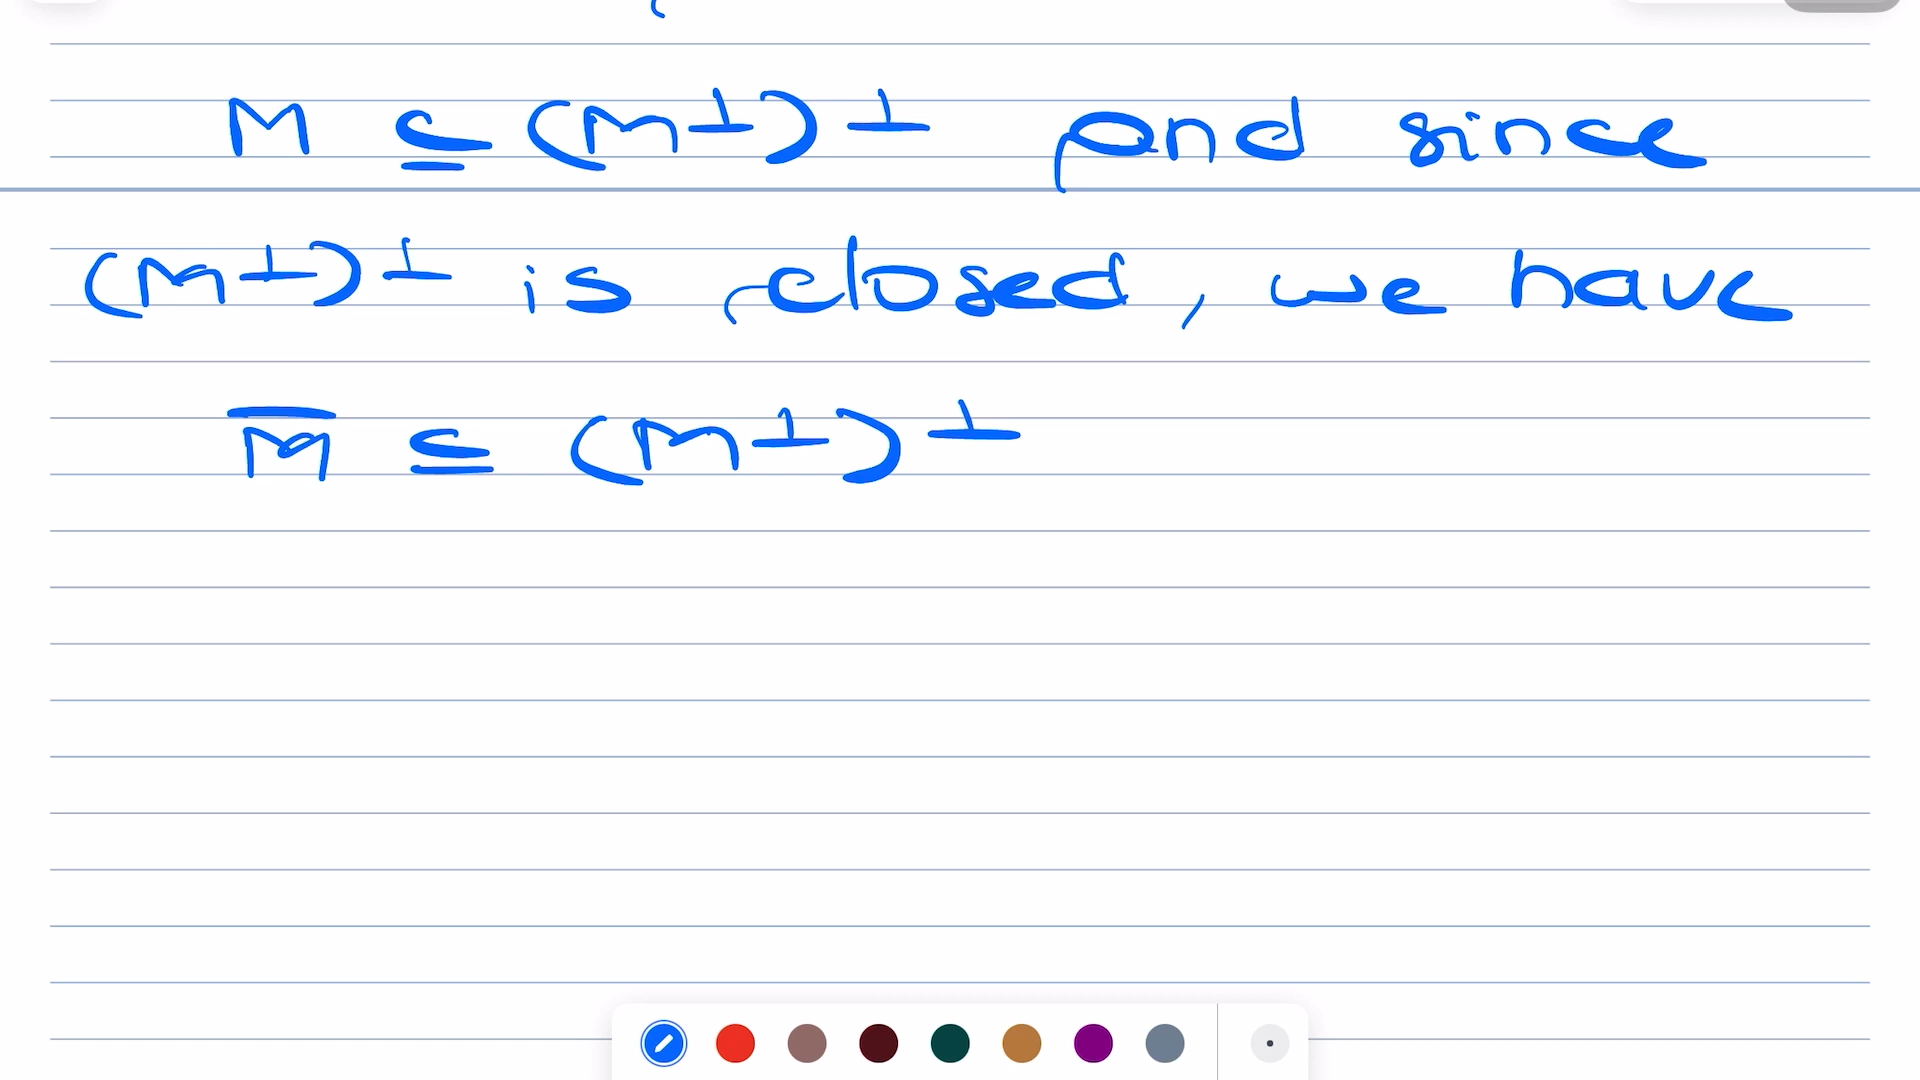 M ⊆ (M⊥)⊥ and since
(M⊥)⊥ is closed, we have
M̅ ⊆ (M⊥)⊥